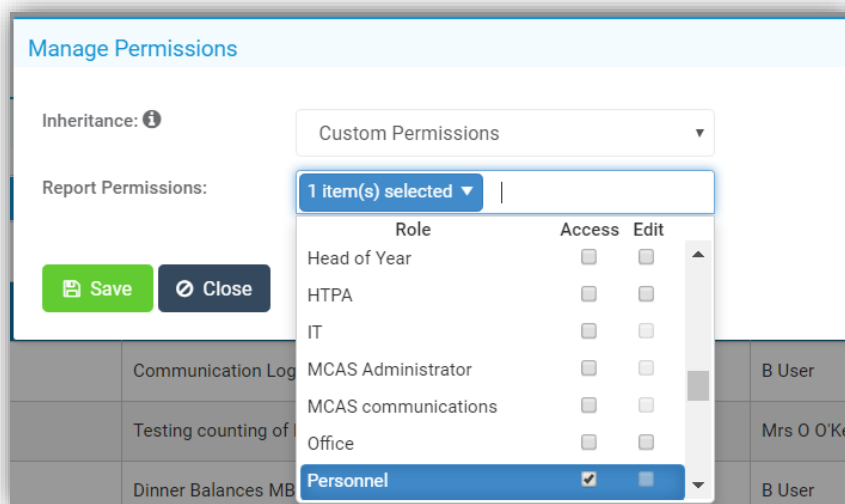 Manage Permissions
Inheritance:
Custom Permissions
Report Permissions:
1 item(s) selected
Role Access Edit
Head of Year
HTPA
IT
MCAS Administrator
MCAS communications
Office
Personnel
Save Close
Communication Log B User
Testing counting of Mrs O O'Ke
Dinner Balances MB B User